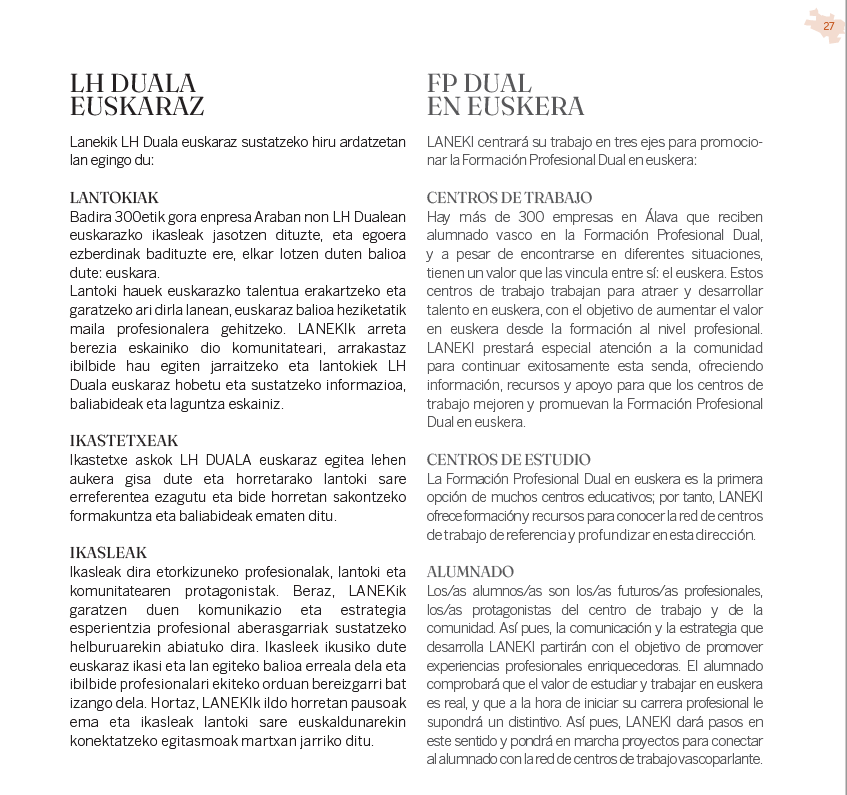 27
LH DUALA
EUSKARAZ
Lanekik LH Duala euskaraz sustatzeko hiru ardatzetan
lan egingo du:
LANTOKIAK
Badira 300etik gora enpresa Araban non LH Dualean
euskarazko ikasleak jasotzen dituzte, eta egoera
ezberdinak badituzte ere, elkar lotzen duten balioa
dute: euskara.
Lantoki hauek euskarazko talentua erakartzeko eta
garatzeko ari dirla lanean, euskaraz balioa heziketatik
maila profesionalera gehitzeko. LANEKIk arreta
berezia eskainiko dio komunitateari, arrakastaz
ibilbide hau egiten jarraitzeko eta lantokiek LH
Duala euskaraz hobetu eta sustatzeko informazioa,
baliabideak eta laguntza eskainiz.
IKASTETXEAK
Ikastetxe askok LH DUALA euskaraz egitea lehen
aukera gisa dute eta horretarako lantoki sare
erreferentea ezagutu eta bide horretan sakontzeko
formakuntza eta baliabideak ematen ditu.
IKASLEAK
Ikasleak dira etorkizuneko profesionalak, lantoki eta
komunitatearen protagonistak. Beraz, LANEKik
garatzen duen komunikazio eta estrategia
esperientzia profesional aberasgarriak sustatzeko
helburuarekin abiatuko dira. Ikasleek ikusiko dute
euskaraz ikasi eta lan egiteko balioa erreala dela eta
ibilbide profesionalari ekiteko orduan bereizgarri bat
izango dela. Hortaz, LANEKIk ildo horretan pausoak
ema eta ikasleak lantoki sare euskaldunarekin
konektatzeko egitasmoak martxan jarriko ditu.
FP DUAL
EN EUSKERA
LANEKI centrará su trabajo en tres ejes para promocio-
nar la Formación Profesional Dual en euskera:
CENTROS DE TRABAJO
Hay más de 300 empresas en Álava que reciben
alumnado vasco en la Formación Profesional Dual,
y a pesar de encontrarse en diferentes situaciones,
tienen un valor que las vincula entre sí: el euskera. Estos
centros de trabajo trabajan para atraer y desarrollar
talento en euskera, con el objetivo de aumentar el valor
en euskera desde la formación al nivel profesional.
LANEKI prestará especial atención a la comunidad
para continuar exitosamente esta senda, ofreciendo
información, recursos y apoyo para que los centros de
trabajo mejoren y promuevan la Formación Profesional
Dual en euskera.
CENTROS DE ESTUDIO
La Formación Profesional Dual en euskera es la primera
opción de muchos centros educativos; por tanto, LANEKI
ofrece formación y recursos para conocer la red de centros
de trabajo de referencia y profundizar en esta dirección.
ALUMNADO
Los/as alumnos/as son los/as futuros/as profesionales,
los/as protagonistas del centro de trabajo y de la
comunidad. Así pues, la comunicación y la estrategia que
desarrolla LANEKI partirán con el objetivo de promover
experiencias profesionales enriquecedoras. El alumnado
comprobará que el valor de estudiar y trabajar en euskera
es real, y que a la hora de iniciar su carrera profesional le
supondrá un distintivo. Así pues, LANEKI dará pasos en
este sentido y pondrá en marcha proyectos para conectar
al alumnado con la red de centros de trabajo vascoparlante.